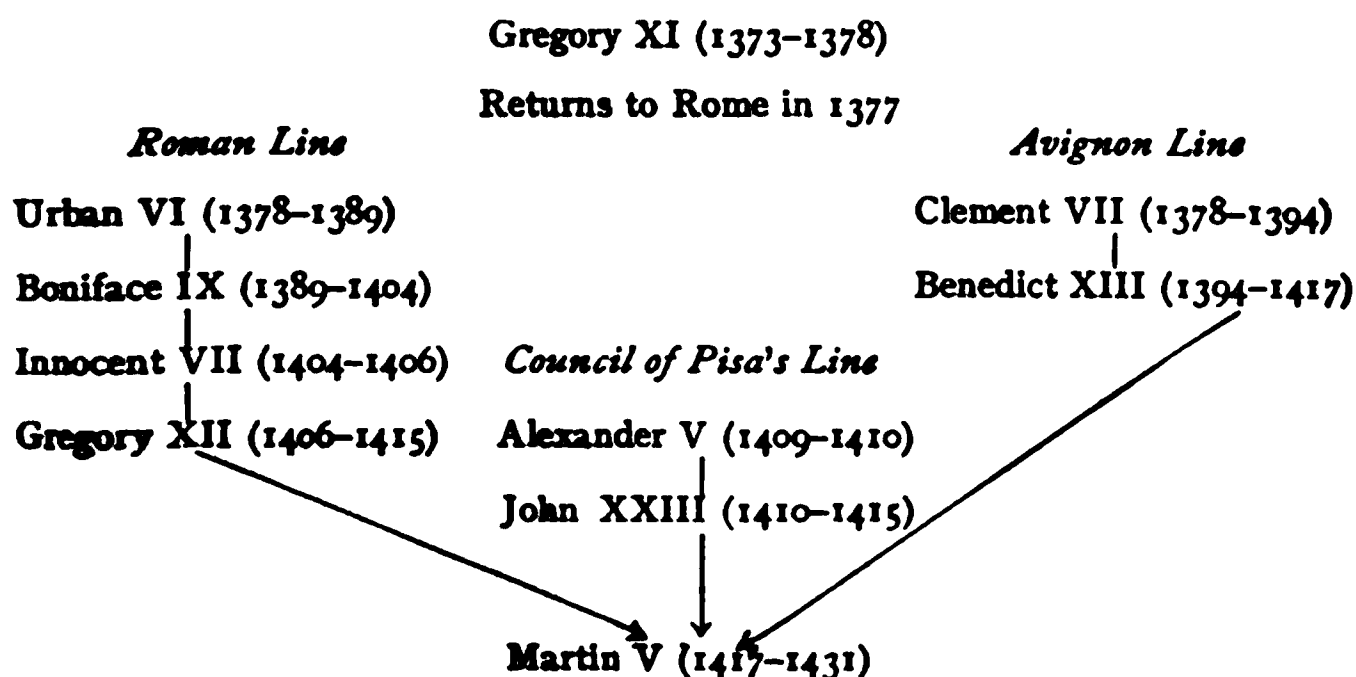 Gregory XI (1373–1378)
Returns to Rome in 1377
Roman Line
Avignon Line
Urban VI (1378–1389)
Clement VII (1378–1394)
Boniface IX (1389–1404)
Benedict XIII (1394–1417)
Innocent VII (1404–1406)
Council of Pisa's Line
Gregory XII (1406–1415)
Alexander V (1409–1410)
John XXIII (1410–1415)
Martin V (1417–1431)